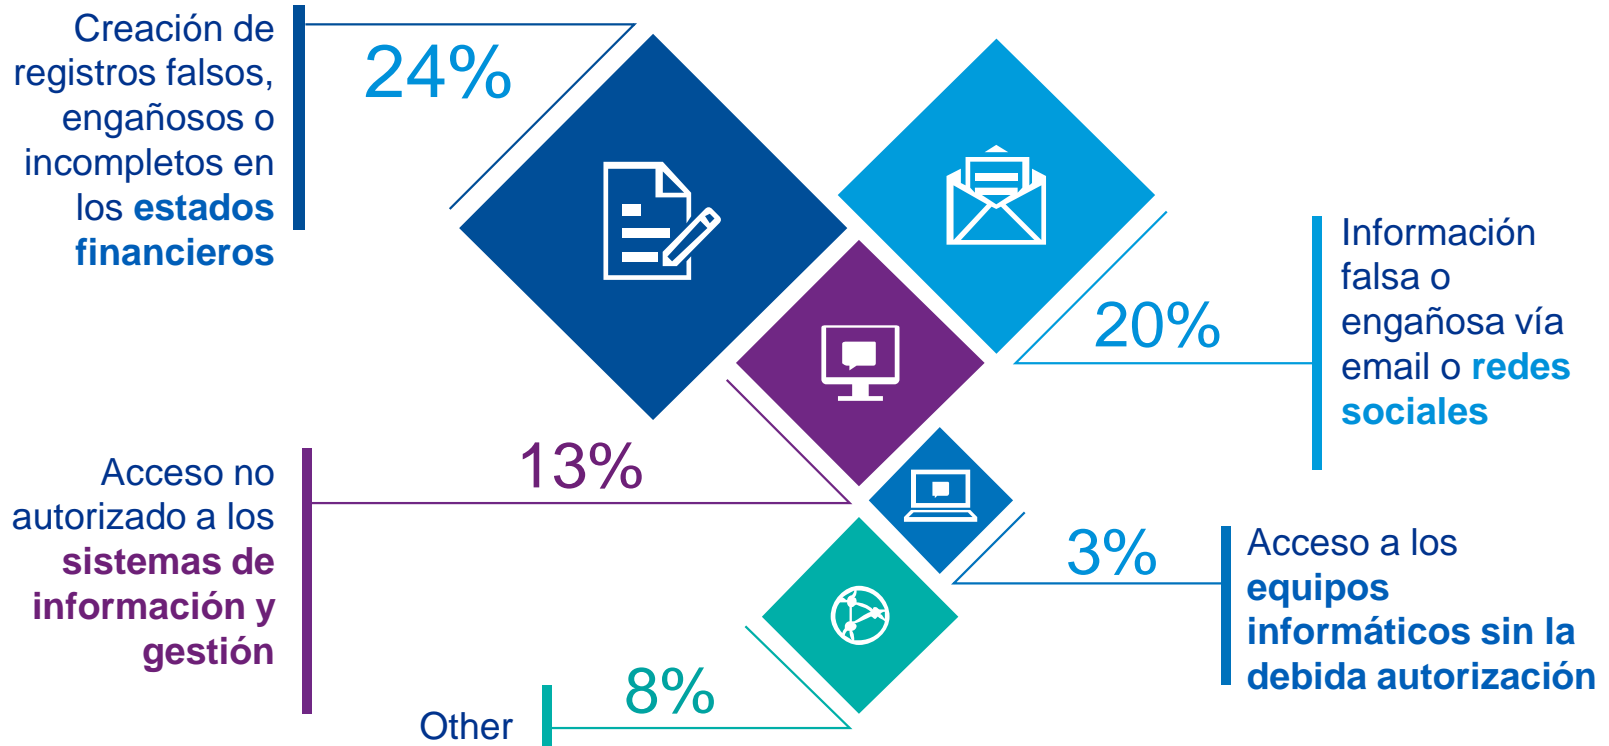 Creación de
registros falsos,
engañosos o
incompletos en
los estados
financieros
24%
20%
Información
falsa o
engañosa vía
email o redes
sociales
13%
Acceso no
autorizado a los
sistemas de
información y
gestión
3%
Acceso a los
equipos
informáticos sin la
debida autorización
8%
Other